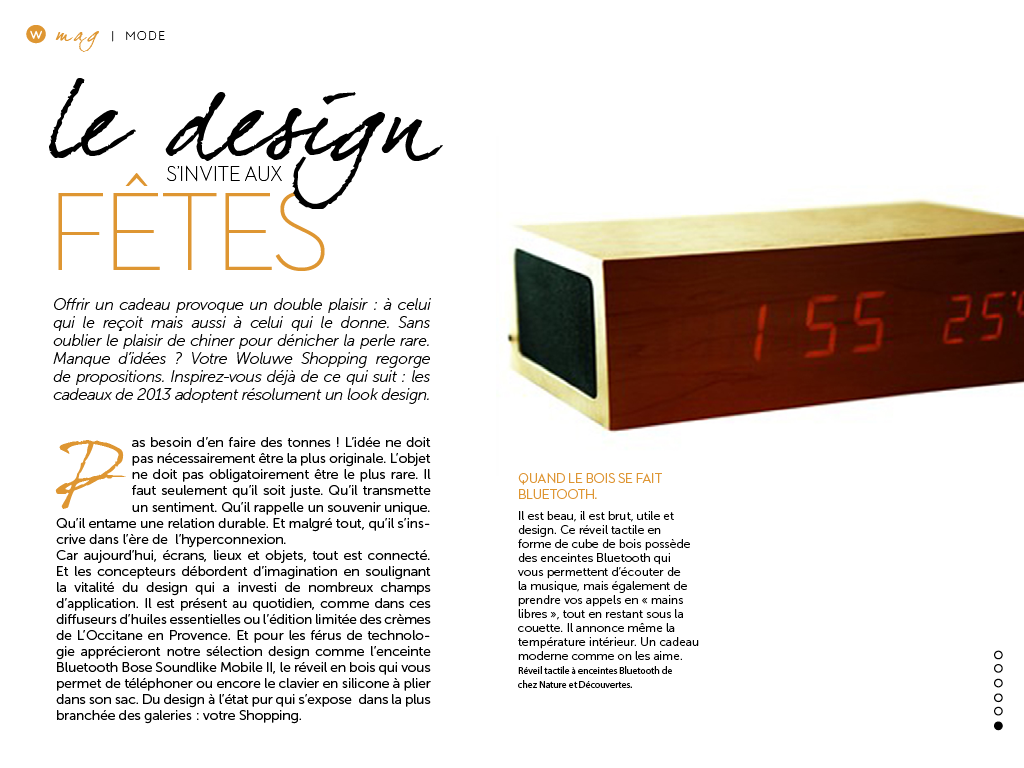 W mag | MODE
le design
S'INVITE AUX
FÊTES
Offrir un cadeau provoque un double plaisir : à celui
qui le reçoit mais aussi à celui qui le donne. Sans
oublier le plaisir de chiner pour dénicher la perle rare.
Manque d'idées ? Votre Woluwe Shopping regorge
de propositions. Inspirez-vous déjà de ce qui suit : les
cadeaux de 2013 adoptent résolument un look design.
Pas besoin d'en faire des tonnes ! L'idée ne doit
pas nécessairement être la plus originale. L'objet
ne doit pas obligatoirement être le plus rare. Il
faut seulement qu'il soit juste. Qu'il transmette
un sentiment. Qu'il rappelle un souvenir unique.
Qu'il entame une relation durable. Et malgré tout, qu'il s'ins-
crive dans l'ère de l'hyperconnexion.
Car aujourd'hui, écrans, lieux et objets, tout est connecté.
Et les concepteurs débordent d'imagination en soulignant
la vitalité du design qui a investi de nombreux champs
d'application. Il est présent au quotidien, comme dans ces
diffuseurs d'huiles essentielles ou l'édition limitée des crèmes
de L'Occitane en Provence. Et pour les férus de technolo-
gie apprécieront notre sélection design comme l'enceinte
Bluetooth Bose Soundlike Mobile II, le réveil en bois qui vous
permet de téléphoner ou encore le clavier en silicone à plier
dans son sac. Du design à l'état pur qui s'expose dans la plus
branchée des galeries : votre Shopping.
1 55 25°
QUAND LE BOIS SE FAIT
BLUETOOTH.
Il est beau, il est brut, utile et
design. Ce réveil tactile en
forme de cube de bois possède
des enceintes Bluetooth qui
vous permettent d'écouter de
la musique, mais également de
prendre vos appels en « mains
libres », tout en restant sous la
couette. Il annonce même la
température intérieur. Un cadeau
moderne comme on les aime.
Réveil tactile à enceintes Bluetooth de
chez Nature et Découvertes.